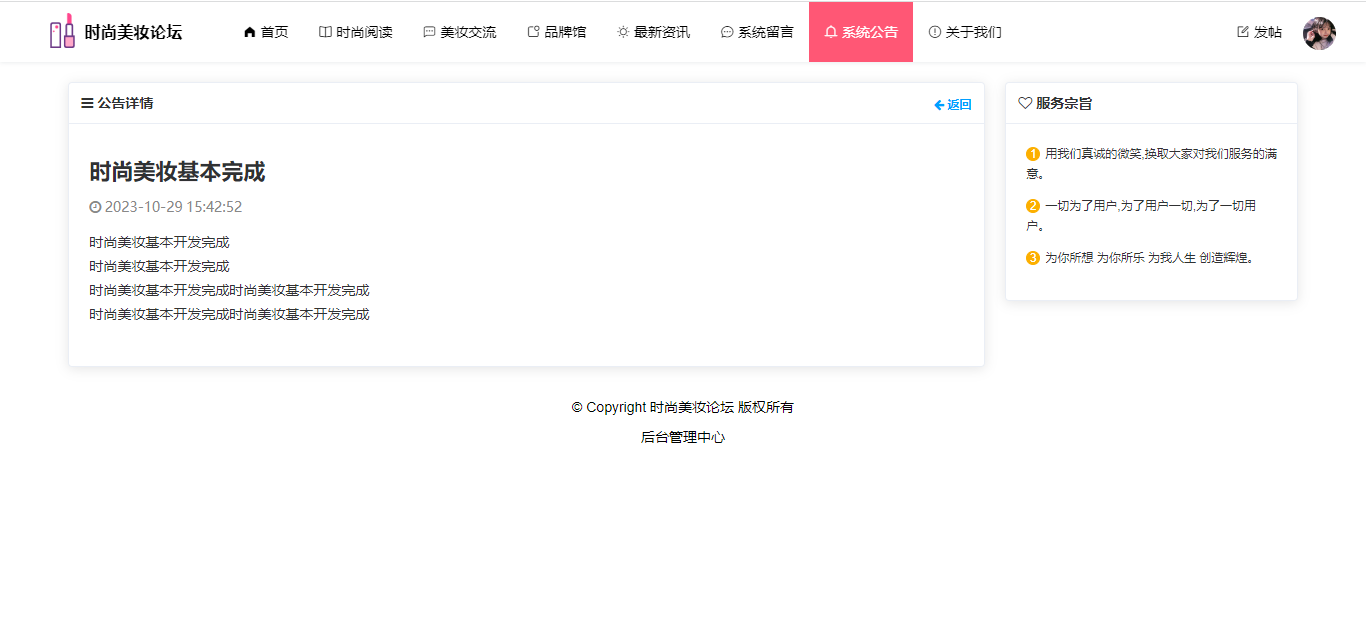 时尚美妆论坛
首页
时尚阅读
美妆交流
品牌馆
最新资讯
系统留言
系统公告
关于我们
发帖
公告详情
返回
时尚美妆基本完成
2023-10-29 15:42:52
时尚美妆基本开发完成
时尚美妆基本开发完成
时尚美妆基本开发完成时尚美妆基本开发完成
时尚美妆基本开发完成时尚美妆基本开发完成
服务宗旨
1 用我们真诚的微笑,换取大家对我们服务的满
意。
2 一切为了用户,为了用户一切,为了一切用
户。
3 为你所想 为你所乐 为我人生 创造辉煌。
© Copyright 时尚美妆论坛 版权所有
后台管理中心